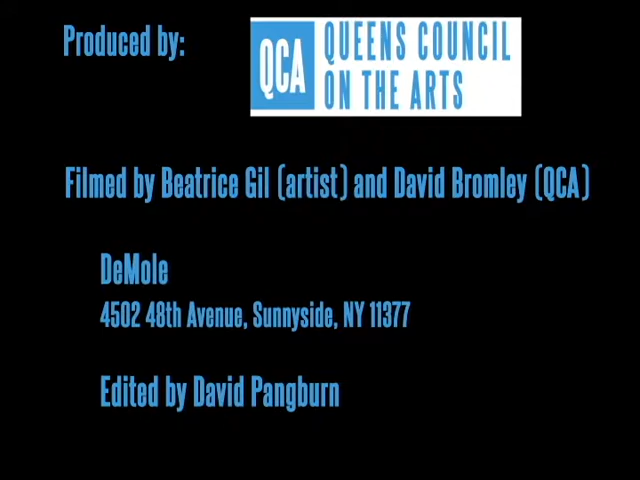 Produced by:
QCA
QUEENS COUNCIL
ON THE ARTS
Filmed by Beatrice Gil (artist) and David Bromley (QCA)
DeMole
4502 48th Avenue, Sunnyside, NY 11377
Edited by David Pangburn